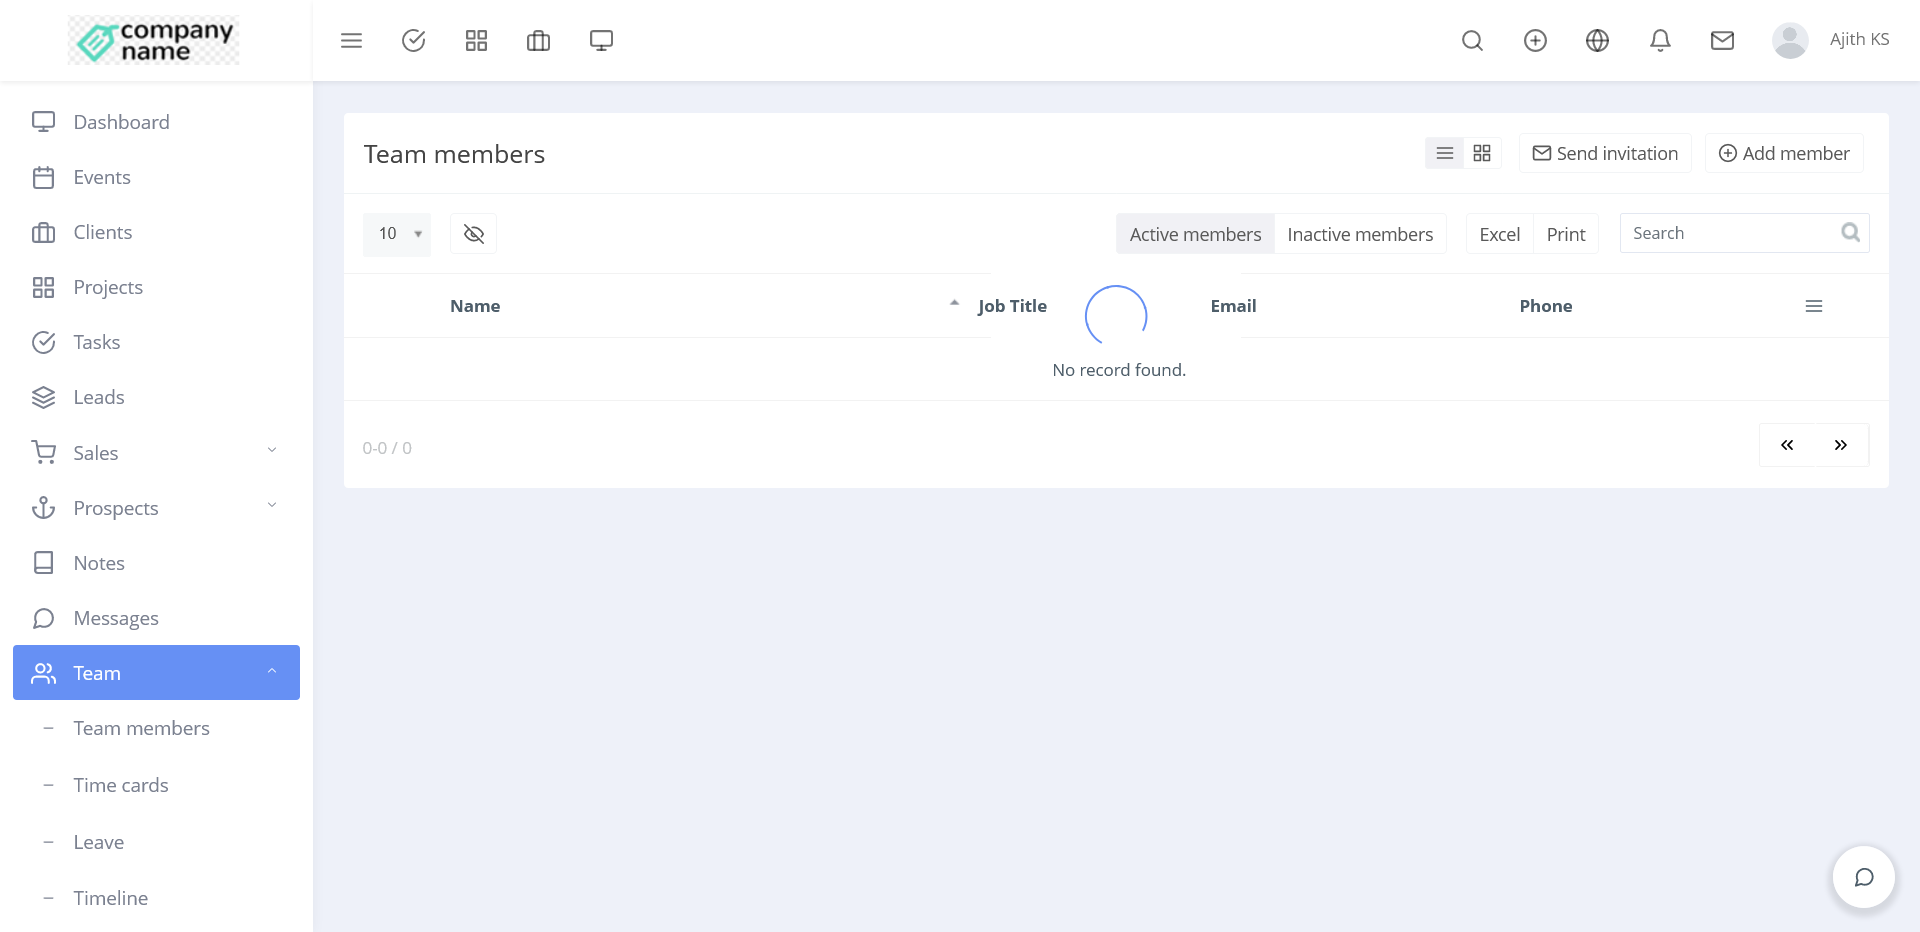 company
name
Ajith KS
Dashboard
Events
Clients
Projects
Tasks
Leads
Sales
Prospects
Notes
Messages
Team
Team members
Time cards
Leave
Timeline
Team members
Send invitation
Add member
10
Active members
Inactive members
Excel
Print
Search
Name
Job Title
Email
Phone
No record found.
0-0 / 0